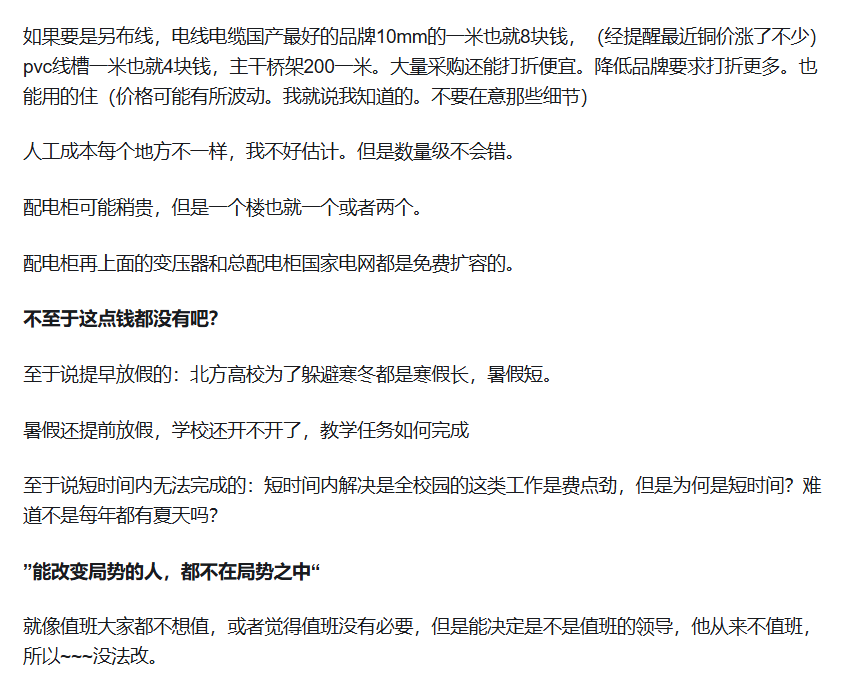 如果要是另布线，电线电缆国产最好的品牌10mm的一米也就8块钱，（经提醒最近铜价涨了不少）
pvc线槽一米也就4块钱，主干桥架200一米。大量采购还能打折便宜。降低品牌要求打折更多。也
能用的住（价格可能有所波动。我就说我知道的。不要在意那些细节）
人工成本每个地方不一样，我不好估计。但是数量级不会错。
配电柜可能稍贵，但是一个楼也就一个或者两个。
配电柜再上面的变压器和总配电柜国家电网都是免费扩容的。
不至于这点钱都没有吧？
至于说提早放假的：北方高校为了躲避寒冬都是寒假长，暑假短。
暑假还提前放假，学校还开不开了，教学任务如何完成
至于说短时间内无法完成的：短时间内解决是全校园的这类工作是费点劲，但是为何是短时间？难
道不是每年都有夏天吗？
”能改变局势的人，都不在局势之中“
就像值班大家都不想值，或者觉得值班没有必要，但是能决定是不是值班的领导，他从来不值班，
所以~~~没法改。